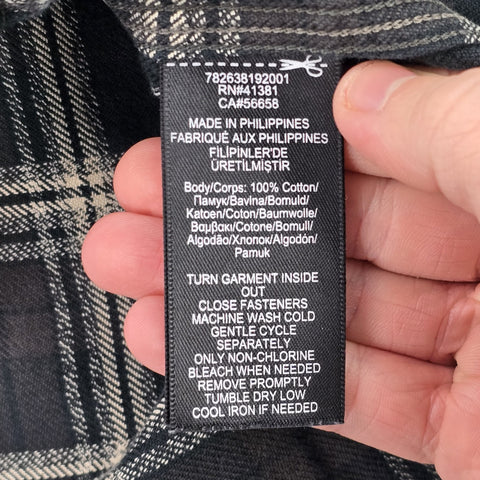 782638192001
RN#41381
CA#56658
MADE IN PHILIPPINES
FABRIQUÉ AUX PHILIPPINES
FİLİPİNLER'DE
ÜRETİLMİŞTİR
Body/Corps: 100% Cotton/
Памук/Bavlna/Bomuld/
Katoen/Coton/Baumwolle/
Βαμβακι/Cotone/Bomull/
Algodão/Хлопок/Algodón/
Pamuk
TURN GARMENT INSIDE
OUT
CLOSE FASTENERS
MACHINE WASH COLD
GENTLE CYCLE
SEPARATELY
ONLY NON-CHLORINE
BLEACH WHEN NEEDED
REMOVE PROMPTLY
TUMBLE DRY LOW
COOL IRON IF NEEDED